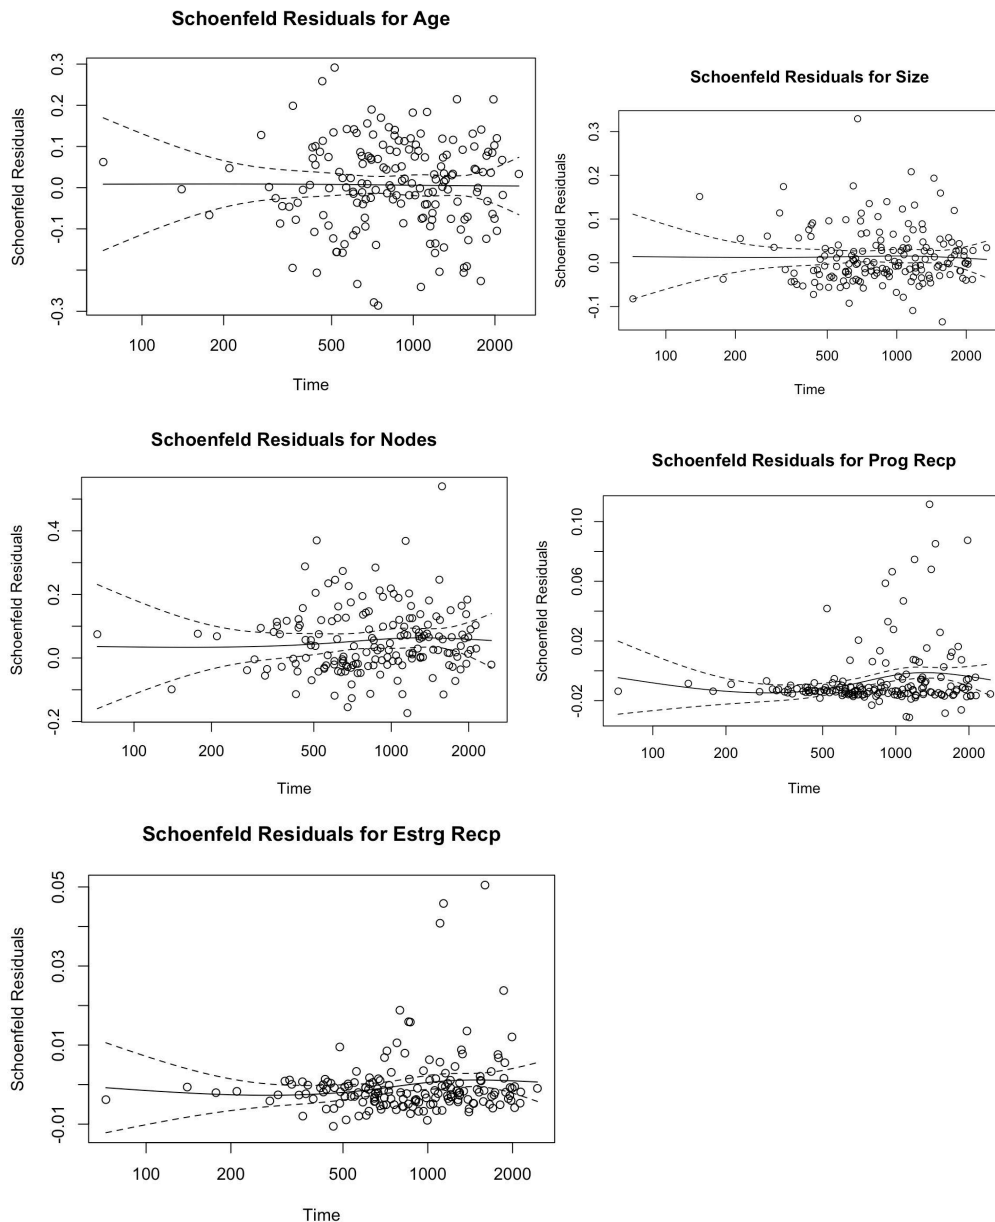 Schoenfeld Residuals for Age
Schoenfeld Residuals
0.3
0.2
0.1
0.0
-0.1
-0.3
100 200 500 1000 2000
Time
Schoenfeld Residuals for Size
Schoenfeld Residuals
0.3
0.2
0.1
0.0
-0.1
100 200 500 1000 2000
Time
Schoenfeld Residuals for Nodes
Schoenfeld Residuals
0.4
0.2
0.0
-0.2
100 200 500 1000 2000
Time
Schoenfeld Residuals for Prog Recp
Schoenfeld Residuals
0.10
0.06
0.02
-0.02
100 200 500 1000 2000
Time
Schoenfeld Residuals for Estrg Recp
Schoenfeld Residuals
0.05
0.03
0.01
-0.01
100 200 500 1000 2000
Time